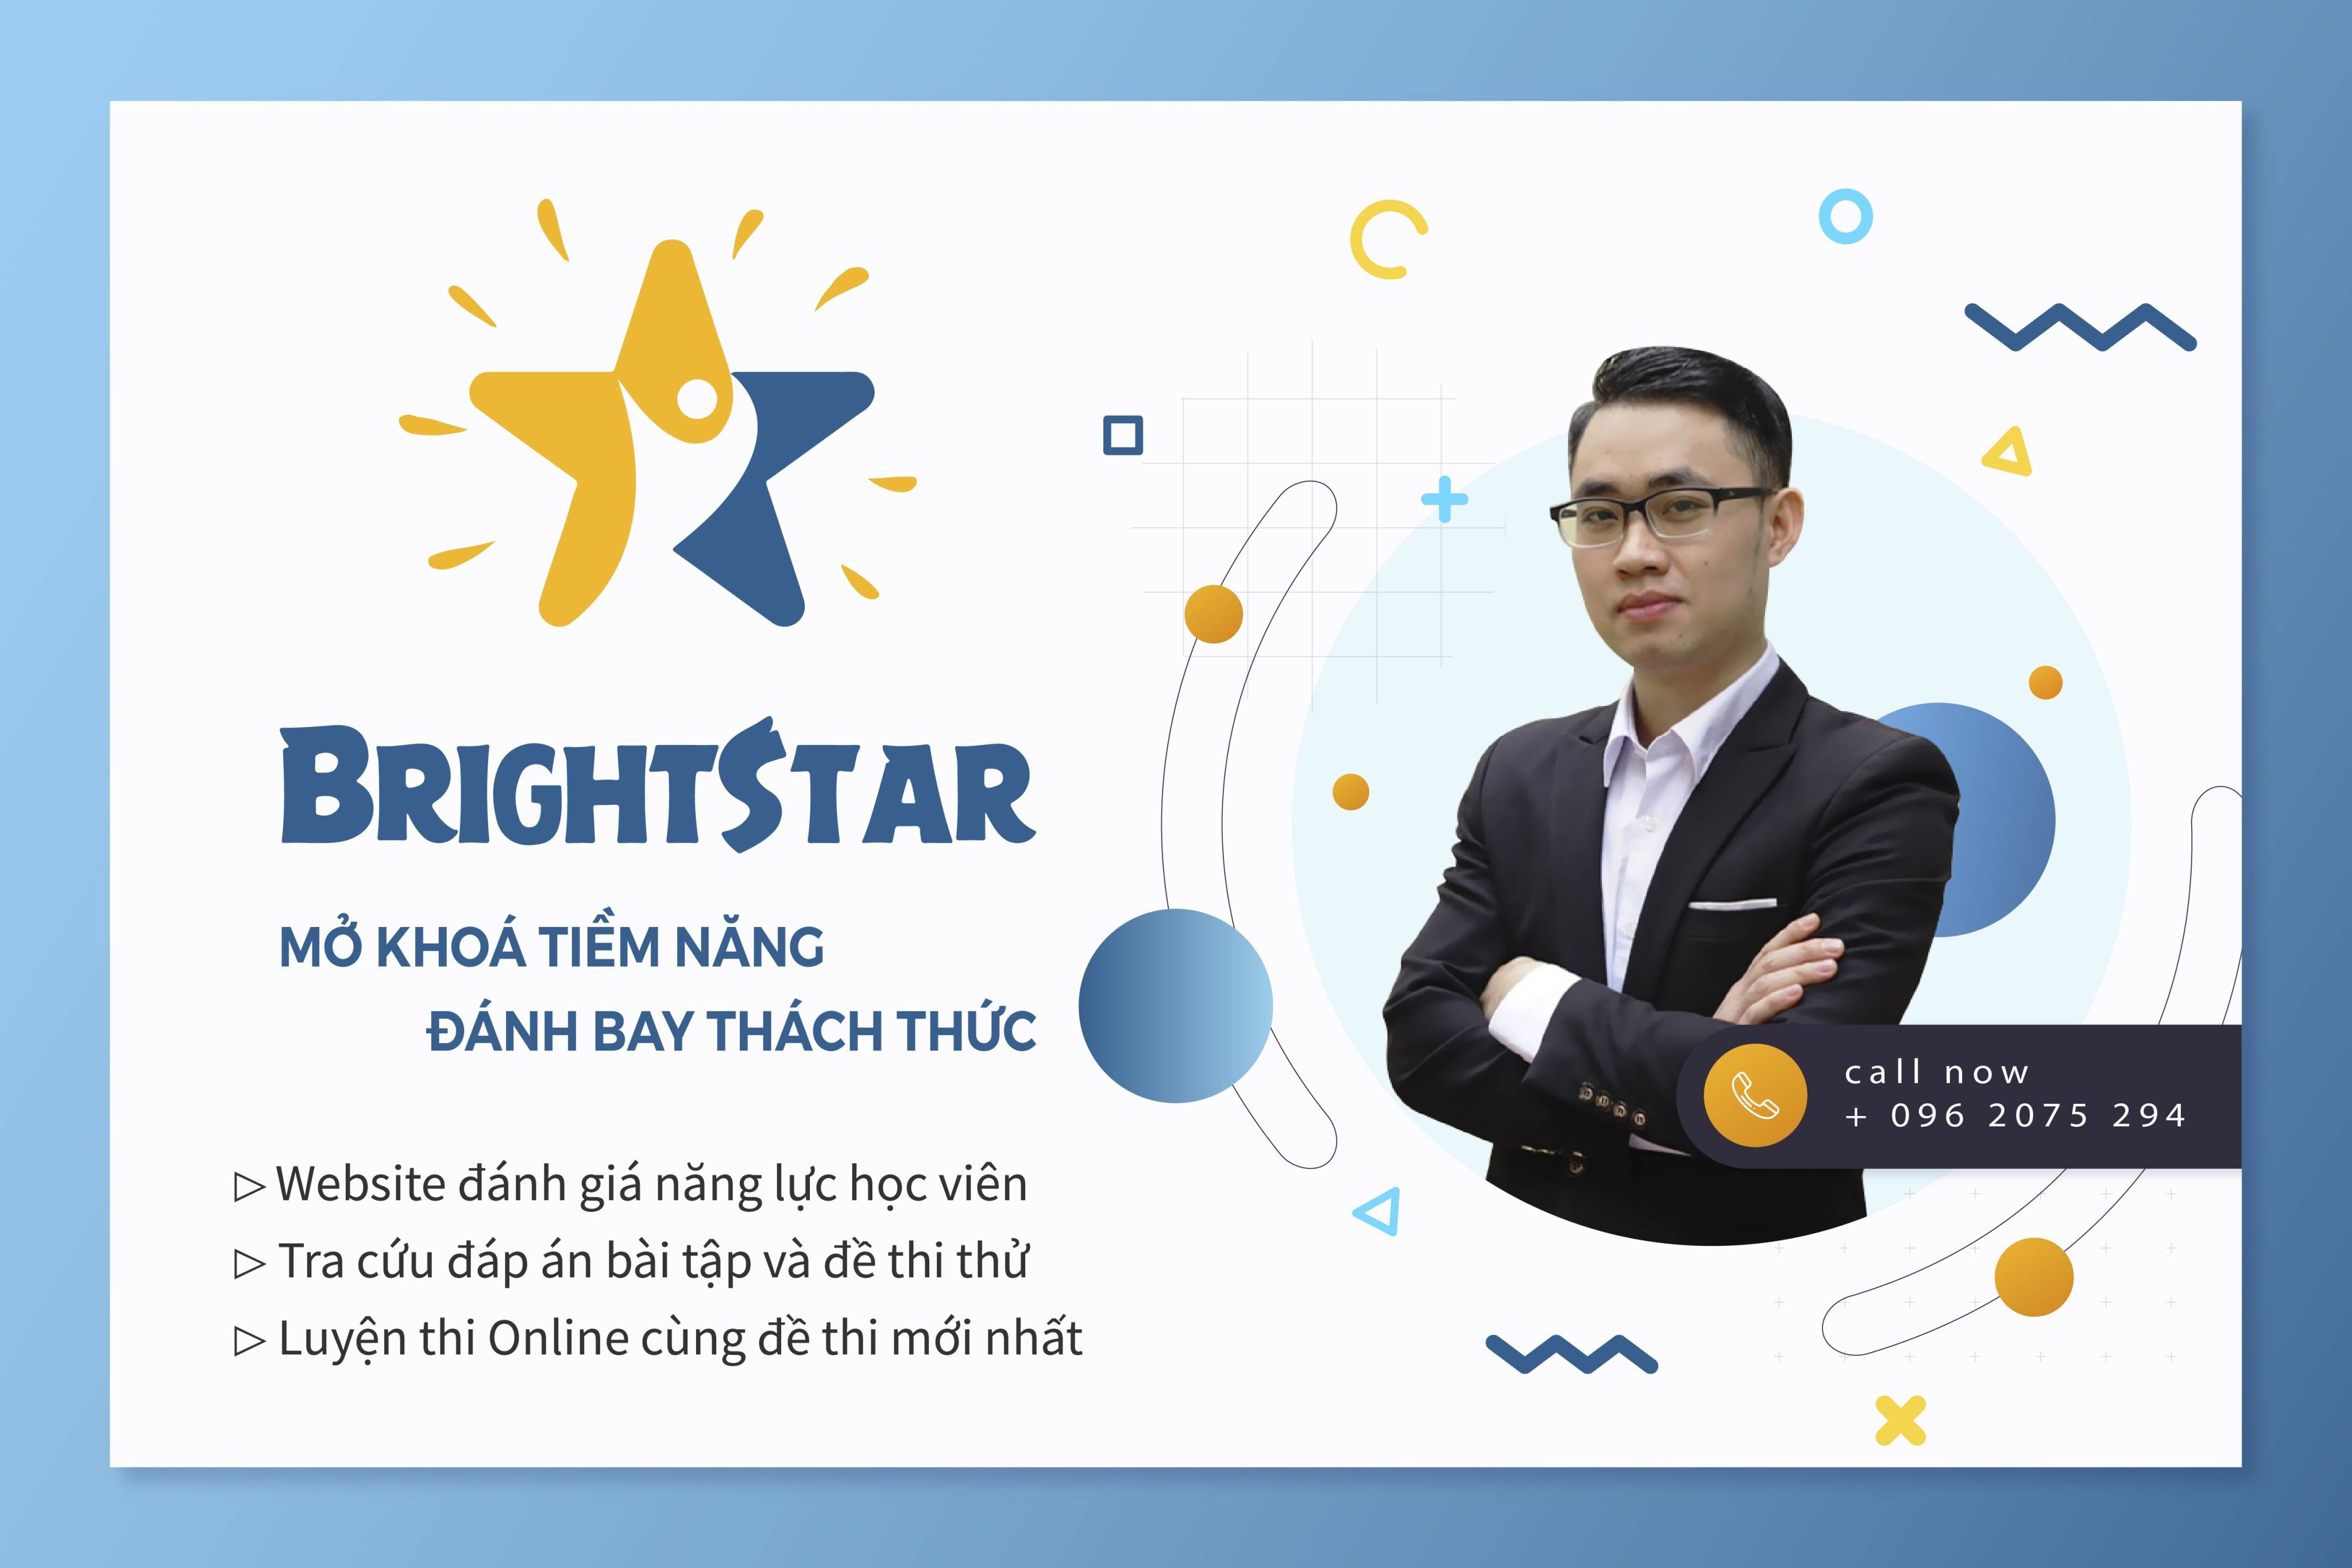 BRIGHTSTAR
MỞ KHOÁ TIỀM NĂNG
ĐÁNH BAY THÁCH THỨC
▷ Website đánh giá năng lực học viên
▷ Tra cứu đáp án bài tập và đề thi thử
▷ Luyện thi Online cùng đề thi mới nhất
call now
+ 096 2075 294